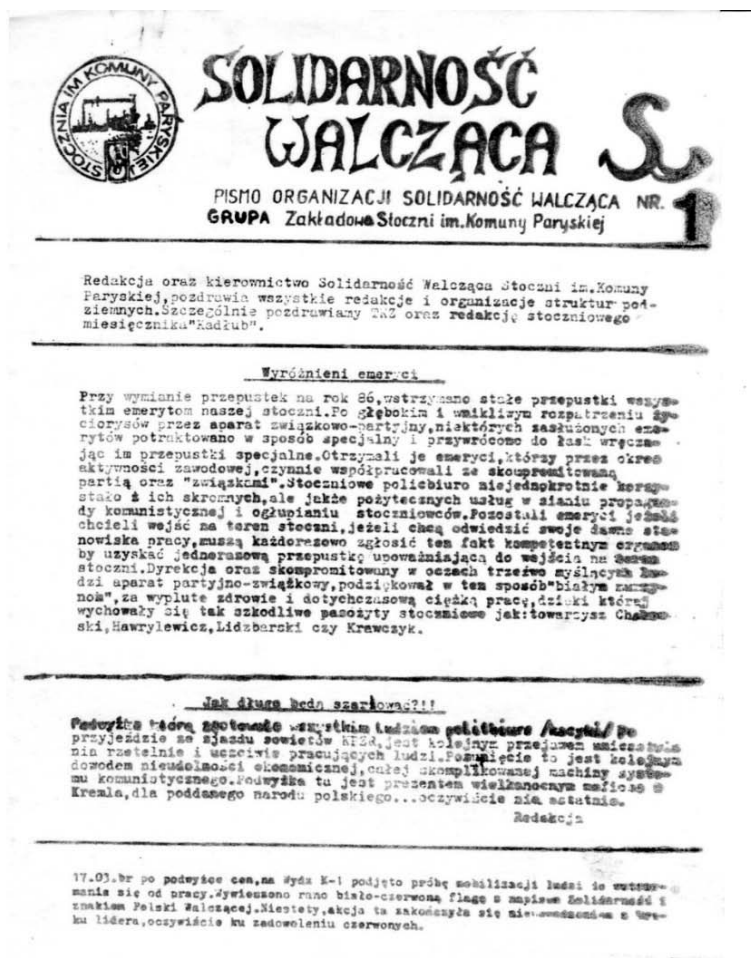 STOCZNIA IM KOMUNY PARYSKIEJ
SOLIDARNOŚĆ
WALCZĄCA
PISMO ORGANIZACJI SOLIDARNOŚĆ WALCZĄCA NR. 1
GRUPA Zakładowa Stoczni im. Komuny Paryskiej
Redakcja oraz kierownictwo Solidarność Walcząca Stoczni im.Komuny
Paryskiej,pozdrawia wszystkie redakcje i organizacje struktur pod-
ziemnych.Szczególnie pozdrawiamy TKZ oraz redakcję stoczniowego
miesięcznika"Kadłub".
Wyróżnieni emeryci
Przy wymianie przepustek na rok 86,wstrzymano stałe przepustki wszys-
tkim emerytom naszej stoczni.Po głębokim i wnikliwym rozpatrzeniu ży-
ciorysów przez aparat związkowo-partyjny,niektórych zasłużonych eme-
rytów potraktowano w sposób specjalny i przywrócono do łask wręcza-
jąc im przepustki specjalne.Otrzymali je emeryci,którzy przez okres
aktywności zawodowej,czynnie współpracowali ze skompromitowaną
partią oraz "związkami".Stoczniowe policbiuro niejednokrotnie korzy-
stało z ich skromnych,ale jakże pożytecznych usług w sianiu propagan-
dy komunistycznej i ogłupianiu stoczniowców.Pozostali emeryci jeżeli
chcieli wejść na teren stoczni,jeżeli chcą odwiedzić swoje dawne sta-
nowiska pracy,muszą każdorazowo zgłosić ten fakt kompetentnym organom
by uzyskać jednorazową przepustkę upoważniającą do wejścia na teren
stoczni.Dyrekcja oraz skompromitowany w oczach trzeźwo myślących lu-
dzi aparat partyjno-związkowy,podziękował w ten sposób"białym
za wyplute zdrowie i dotychczasową ciężką pracę,dzięki której
wychowały się tak szkodliwe pasożyty stoczniowe jak:towarzysz
ski,Hawrylewicz,Lidzbarski czy Krawczyk.
Jak długo będą szarżować?!!
Podwyżka którą zgotowało wszystkim ludziom politbiuro /kacyki/ po
przyjeździe ze zjazdu sowietów KPZR,jest kolejnym przejawem
nia rzetelnie i uczciwie pracujących ludzi.Posunięcie to jest kolejnym
dowodem nieudolności ekonomicznej,całej skomplikowanej machiny syste-
mu komunistycznego.Podwyżka ta jest prezentem wielkanocnym mafiosa z
Kremla,dla poddanego narodu polskiego...oczywiście nie ostatnim.
Redakcja
17.03.br po podwyżce cen,na Wydz K-1 podjęto próbę mobilizacji ludzi do wstrzy-
mania się od pracy.Wywieszono rano biało-czerwoną flagę z napisem Solidarność i
znakiem Polski Walczącej.Niestety,akcja ta zakończyła się niepowodzeniem z bra-
ku lidera,oczywiście ku zadowoleniu czerwonych.